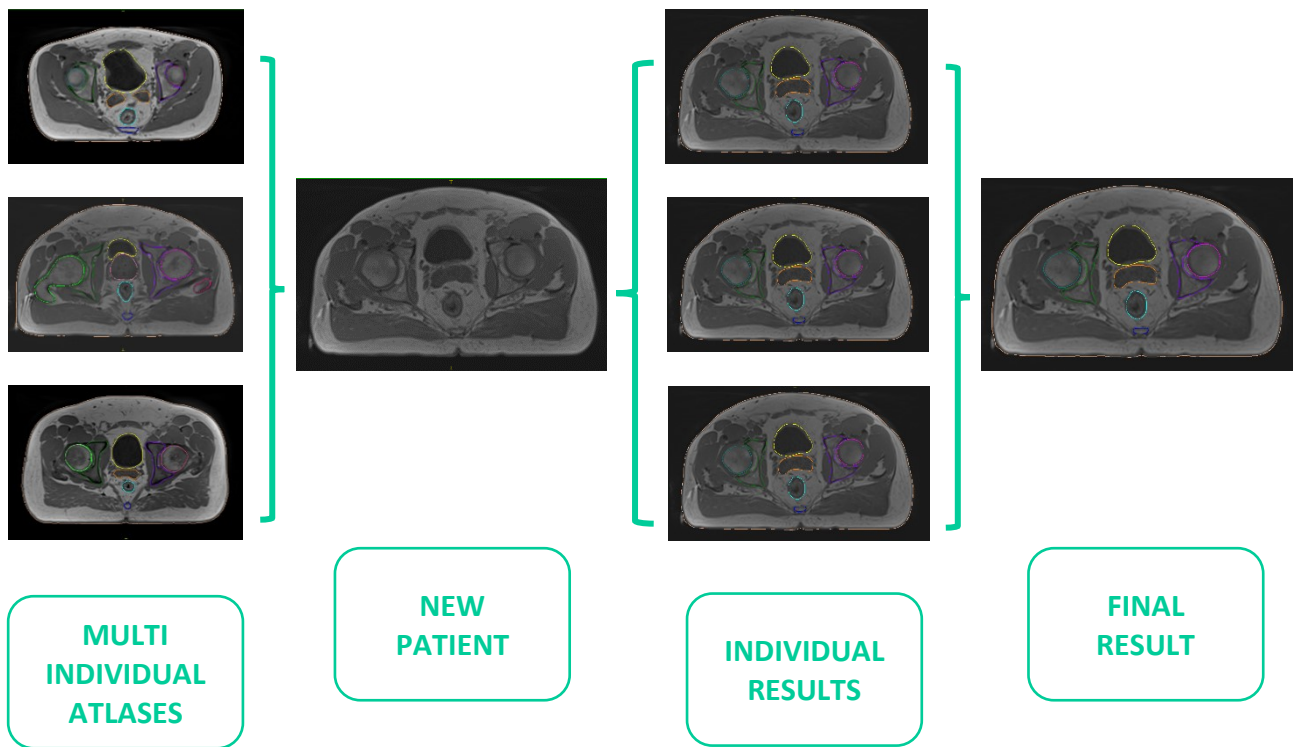 MULTI
INDIVIDUAL
ATLASES
NEW
PATIENT
INDIVIDUAL
RESULTS
FINAL
RESULT